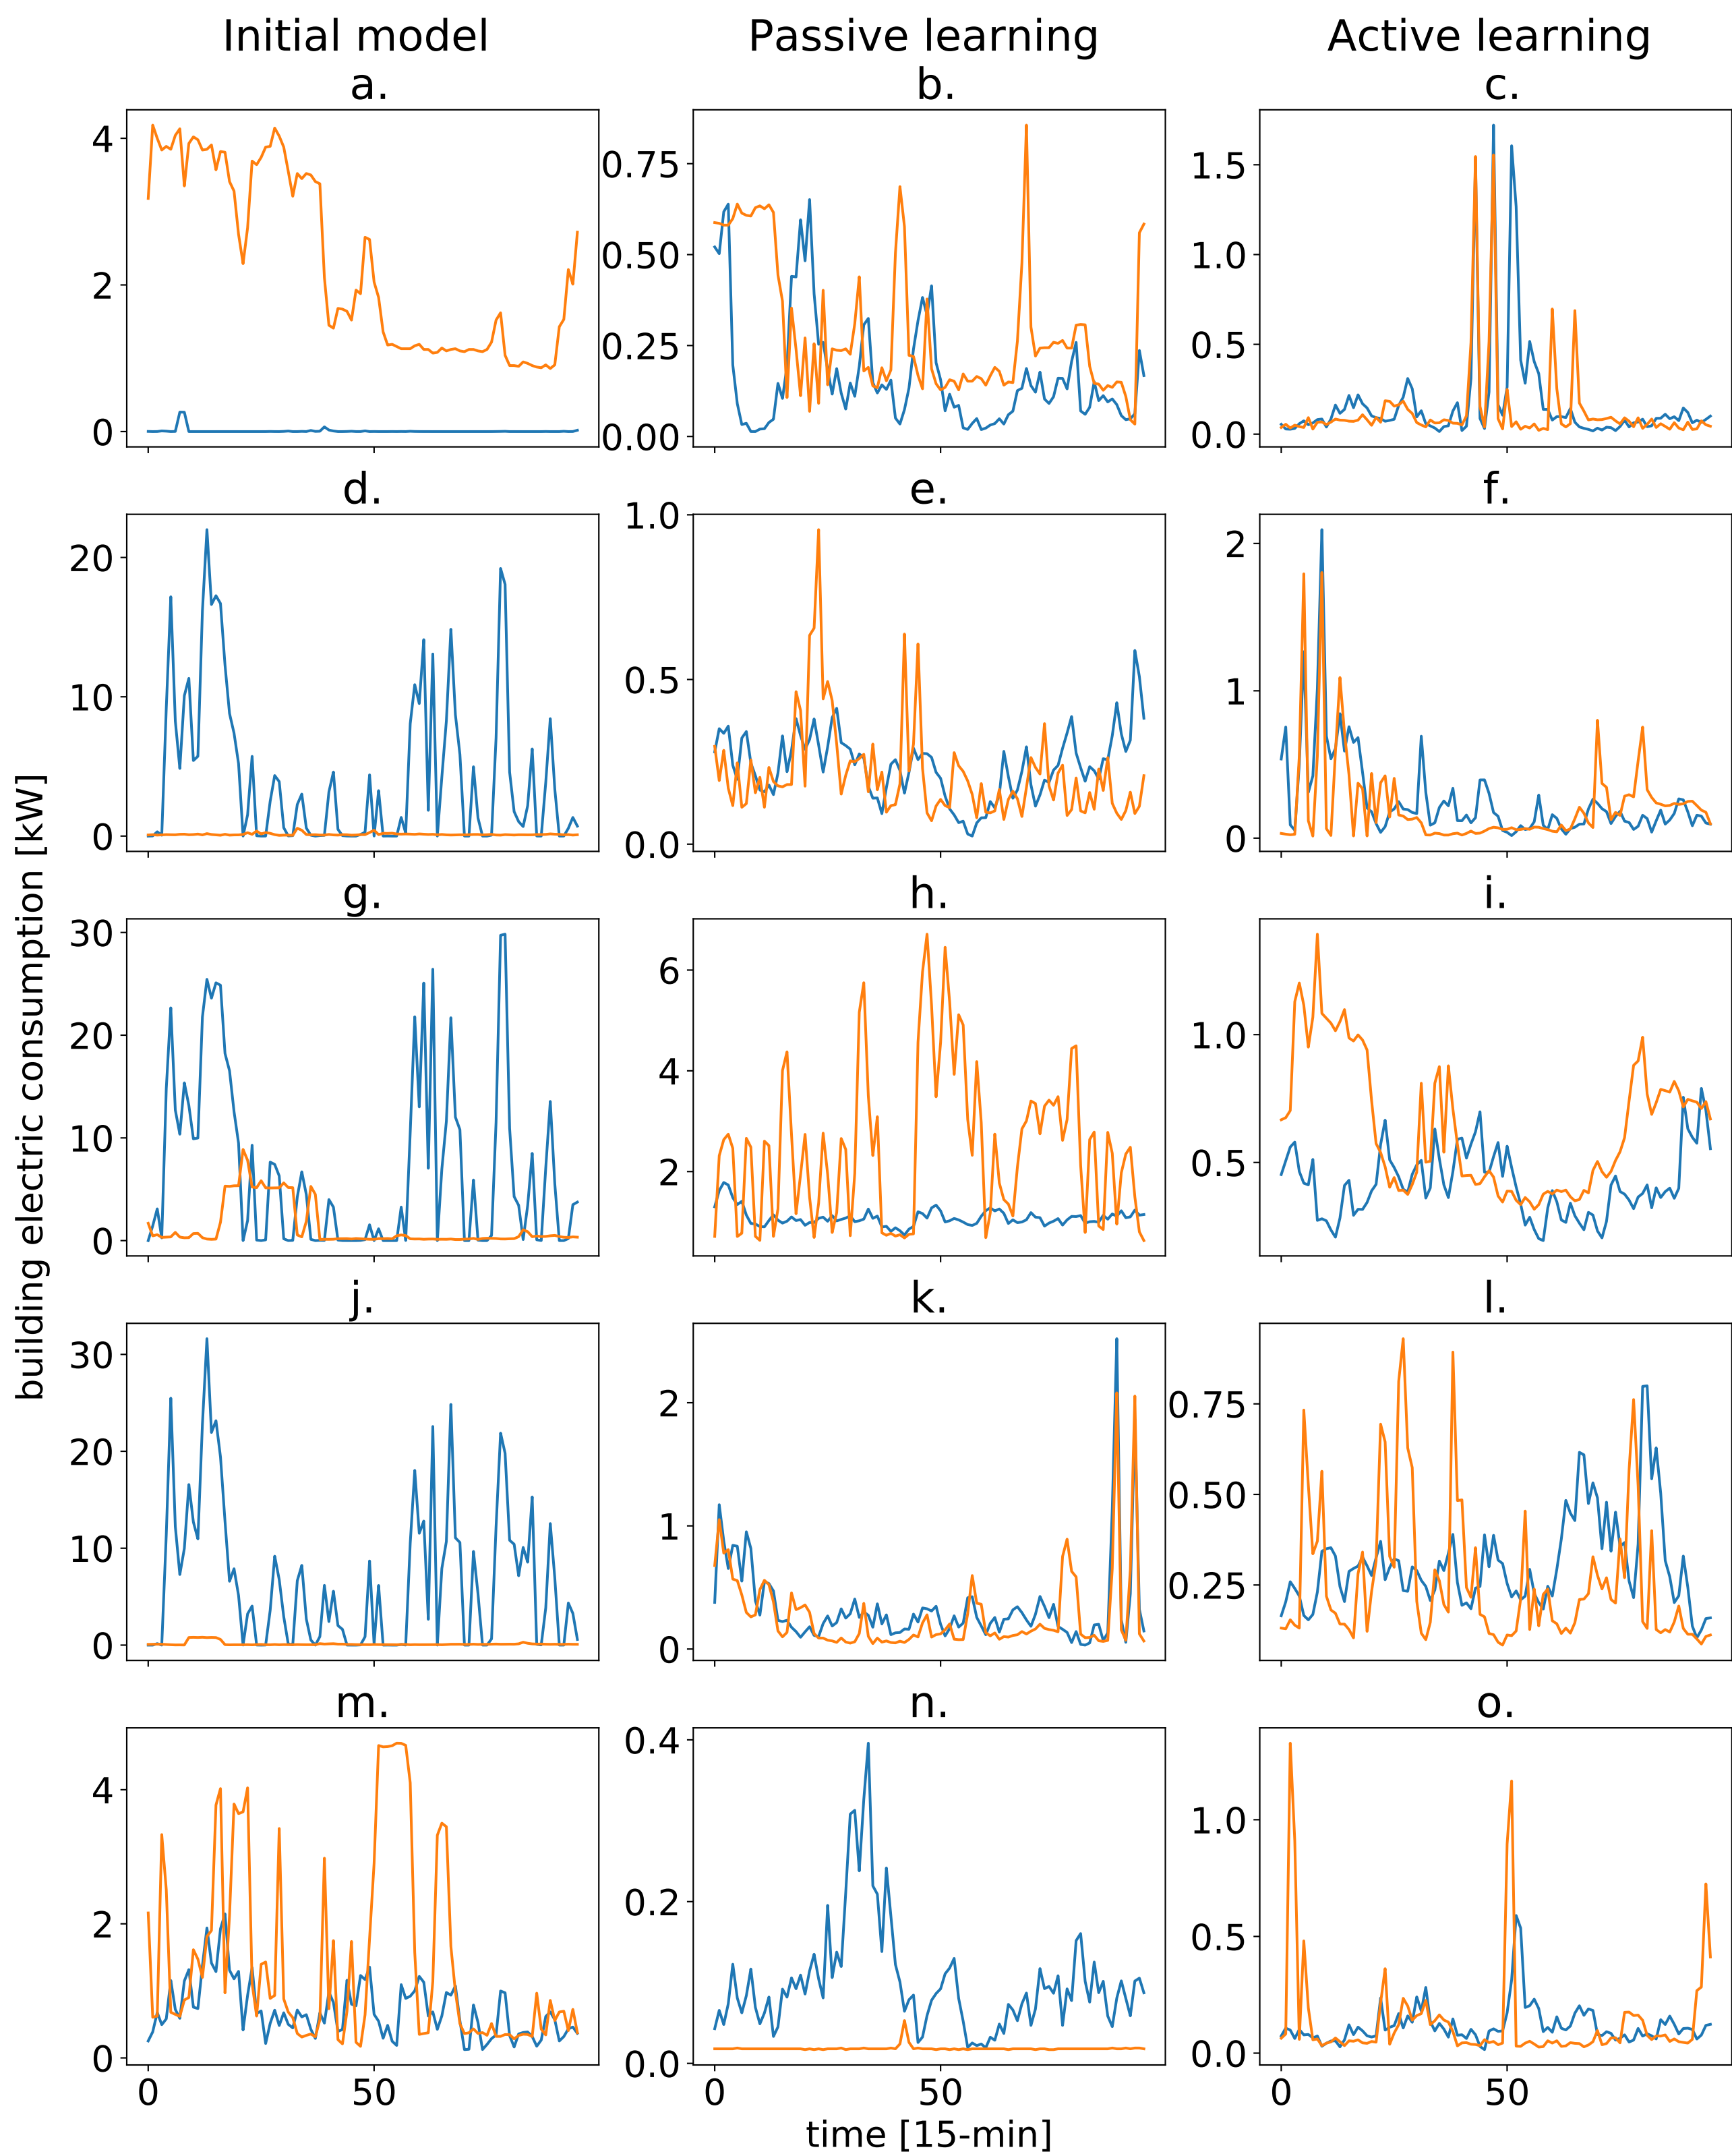 Initial model Passive learning Active learning
a. b. c.
4 2 0
0.75 0.50 0.25 0.00
1.5 1.0 0.5 0.0
d. e. f.
20 10 0
1.0 0.5 0.0
2 1 0
g. h. i.
30 20 10 0
6 4 2
1.0 0.5
building electric consumption [kW]
j. k. l.
30 20 10 0
2 1 0
0.75 0.50 0.25
m. n. o.
4 2 0
0.4 0.2 0.0
1.0 0.5 0.0
0 50 0 50 0 50
time [15-min]